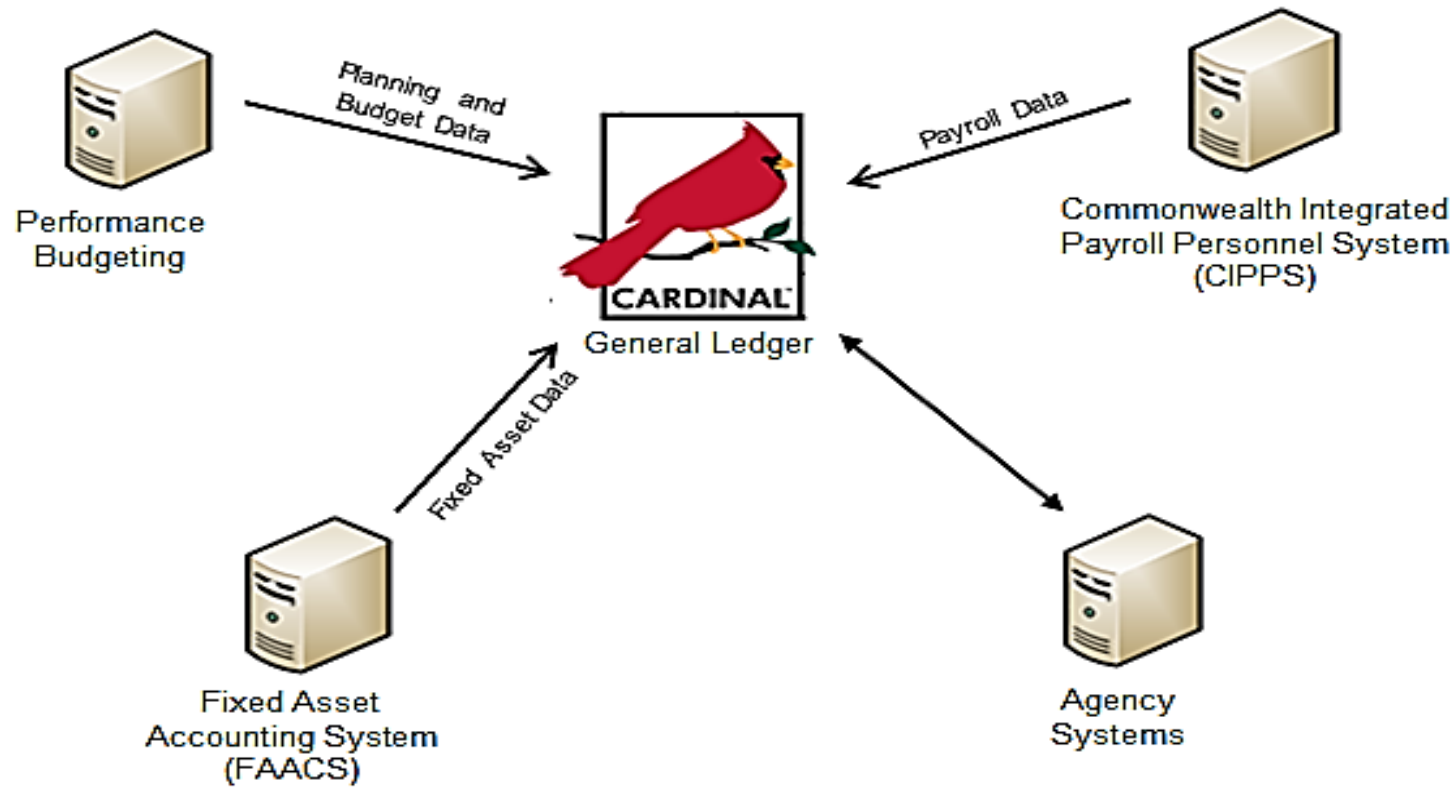 Planning and
Budget Data
Payroll Data
Performance
Budgeting
Commonwealth Integrated
Payroll Personnel System
(CIPPS)
CARDINAL™
General Ledger
Fixed Asset Data
Fixed Asset
Accounting System
(FAACS)
Agency
Systems